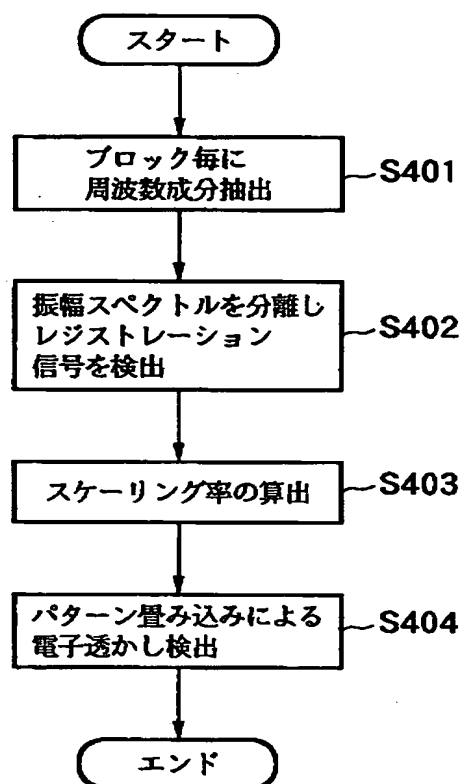 スタート
ブロック毎に
周波数成分抽出
S401
振幅スペクトルを分離し
レジストレーション
信号を検出
S402
スケーリング率の算出
S403
パターン畳み込みによる
電子透かし検出
S404
エンド